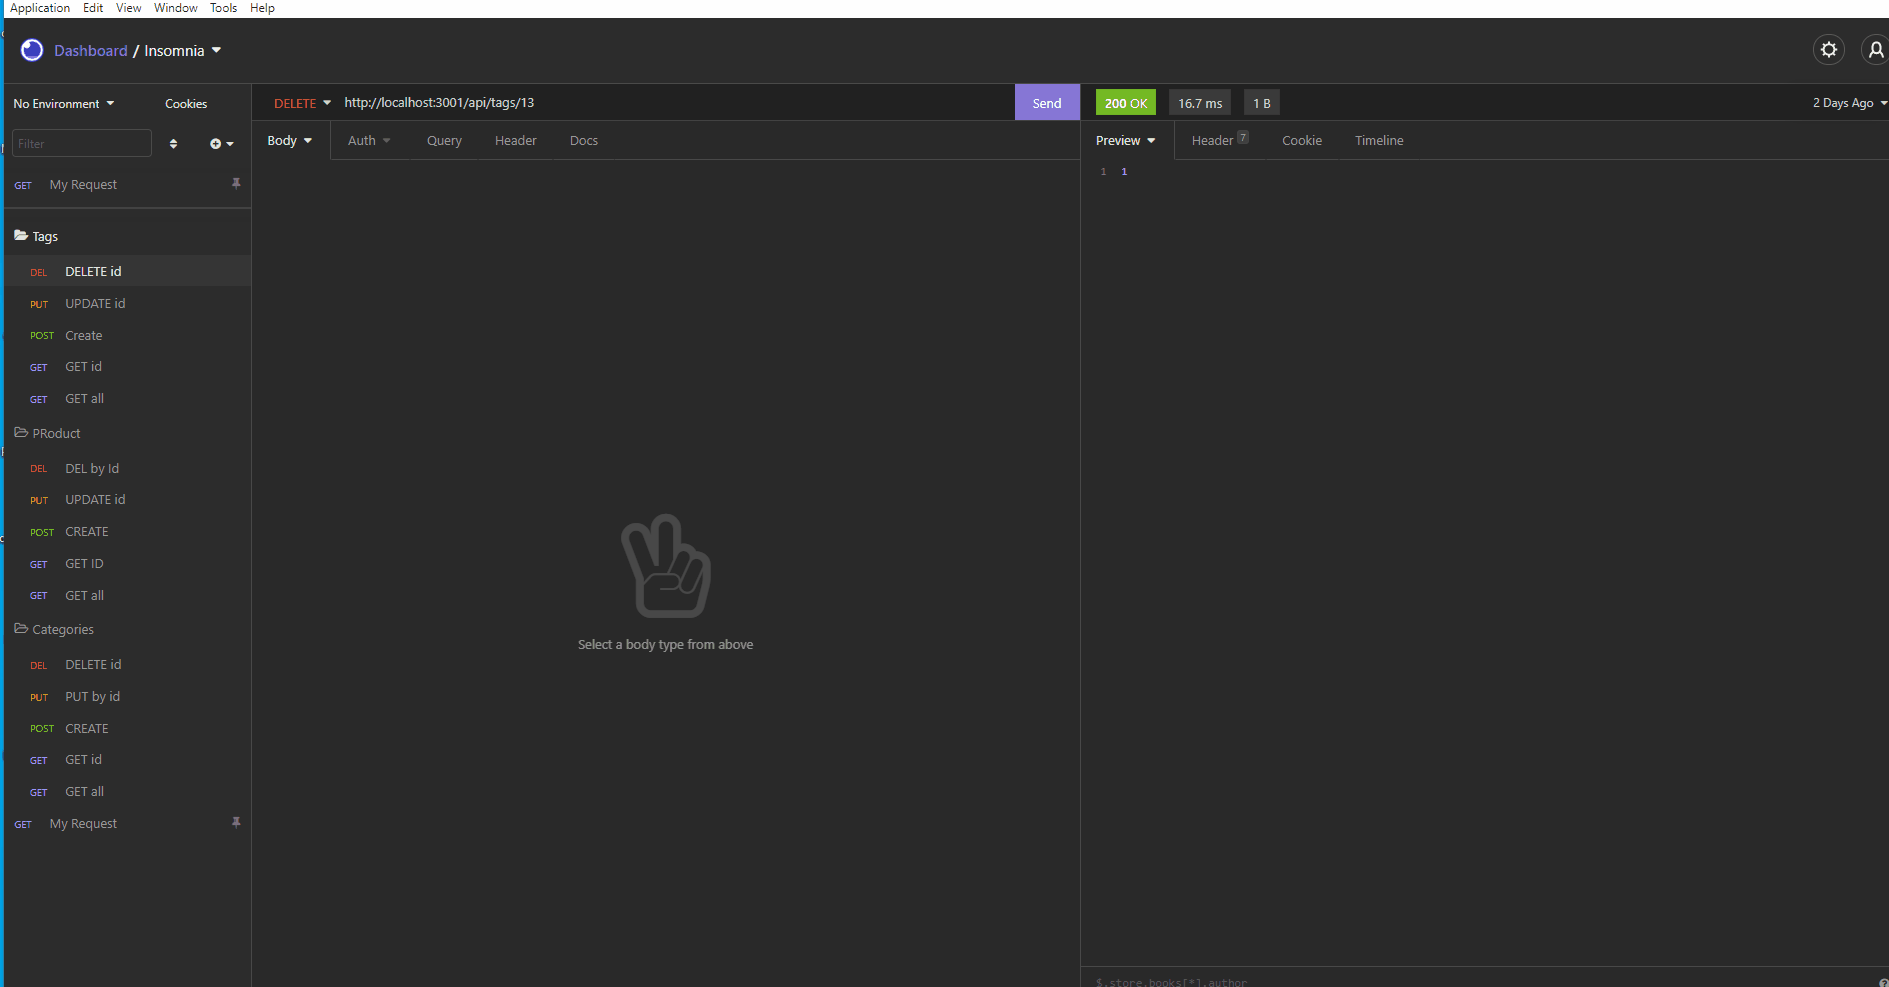 Application Edit View Window Tools Help
Dashboard / Insomnia
No Environment Cookies
Filter
GET My Request
Tags
DEL DELETE id
PUT UPDATE id
POST Create
GET GET id
GET GET all
PRoduct
DEL DEL by Id
PUT UPDATE id
POST CREATE
GET GET ID
GET GET all
Categories
DEL DELETE id
PUT PUT by id
POST CREATE
GET GET id
GET GET all
GET My Request
DELETE http://localhost:3001/api/tags/13 Send
Body Auth Query Header Docs
Select a body type from above
200 OK 16.7 ms 1 B 2 Days Ago
Preview Header 7 Cookie Timeline
1 1
$.store.books[*].author